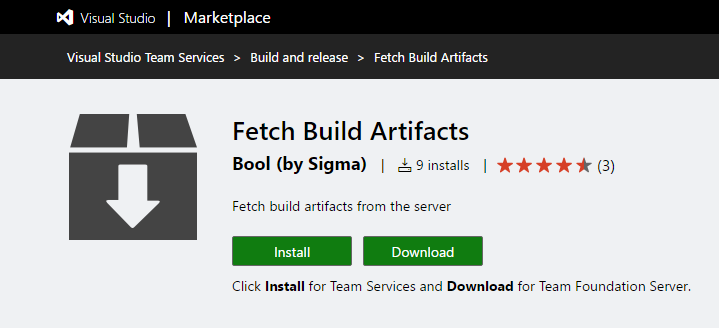 Visual Studio | Marketplace
Visual Studio Team Services > Build and release > Fetch Build Artifacts
Fetch Build Artifacts
Bool (by Sigma) | 9 installs | (3)
Fetch build artifacts from the server
Install Download
Click Install for Team Services and Download for Team Foundation Server.